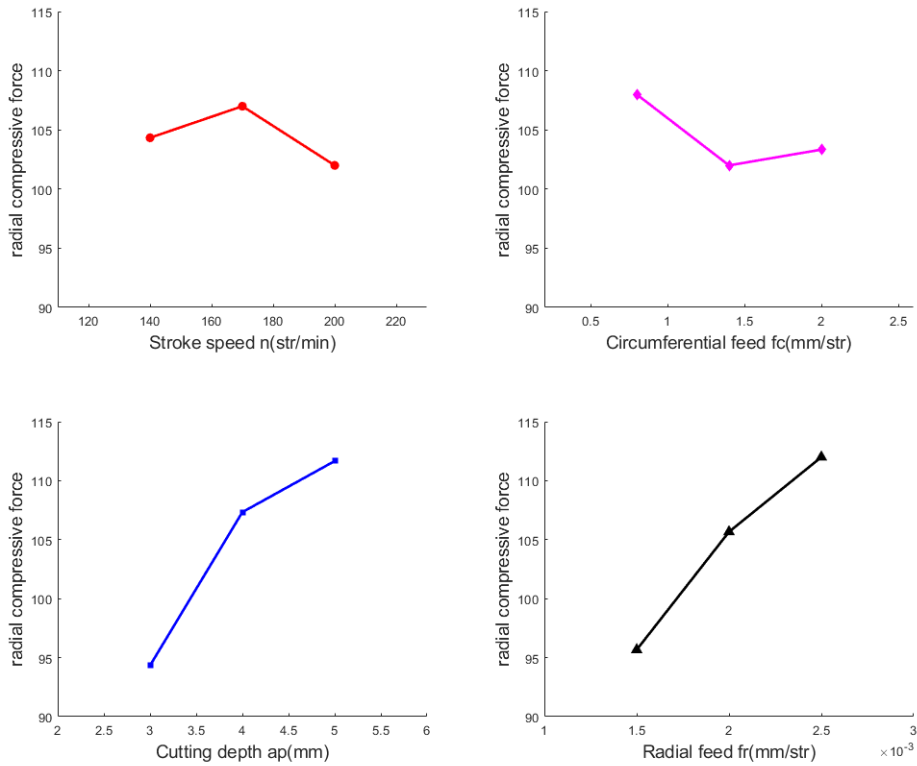 115
110
105
100
95
90
radial compressive force
120 140 160 180 200 220
Stroke speed n(str/min)
115
110
105
100
95
90
radial compressive force
0.5 1 1.5 2 2.5
Circumferential feed fc(mm/str)
115
110
105
100
95
90
radial compressive force
2 2.5 3 3.5 4 4.5 5 5.5 6
Cutting depth ap(mm)
115
110
105
100
95
90
radial compressive force
1 1.5 2 2.5 3
Radial feed fr(mm/str)
×10⁻³